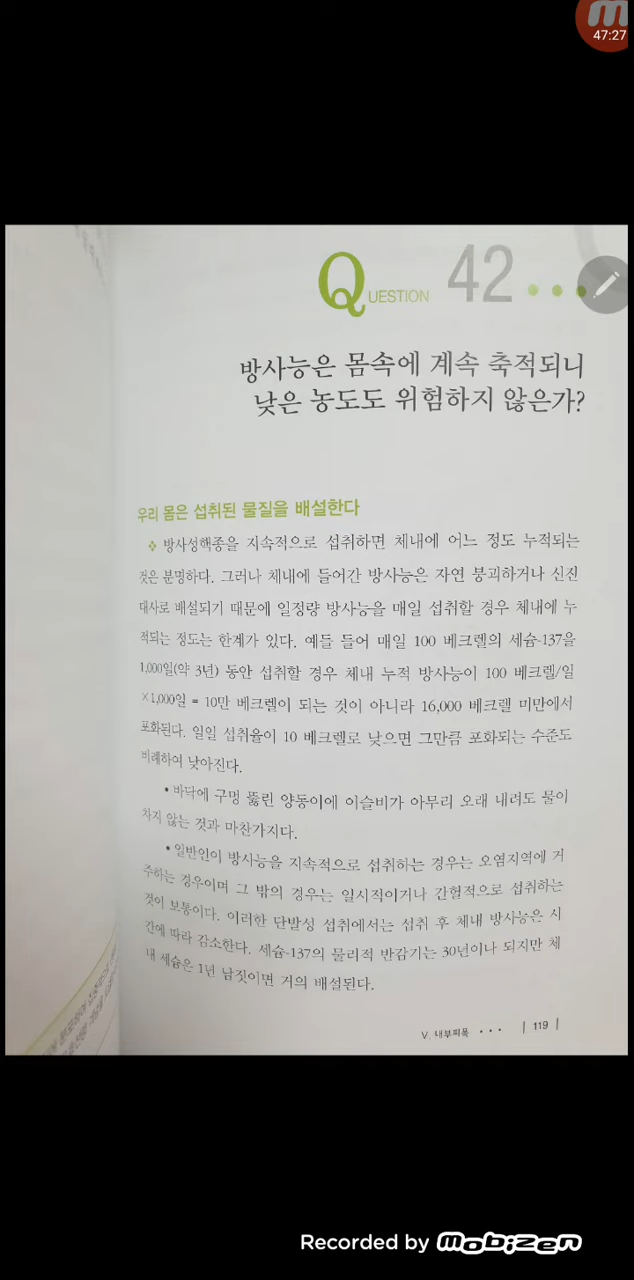 47:27
QUESTION 42
방사능은 몸속에 계속 축적되니
낮은 농도도 위험하지 않은가?
우리 몸은 섭취된 물질을 배설한다
방사성핵종을 지속적으로 섭취하면 체내에 어느 정도 누적되는
것은 분명하다. 그러나 체내에 들어간 방사능은 자연 붕괴하거나 신진
대사로 배설되기 때문에 일정량 방사능을 매일 섭취할 경우 체내에 누
적되는 정도는 한계가 있다. 예들 들어 매일 100 베크렐의 세슘-137을
1,000일(약 3년) 동안 섭취할 경우 체내 누적 방사능이 100 베크렐/일
×1,000일 = 10만 베크렐이 되는 것이 아니라 16,000 베크렐 미만에서
포화된다. 일일 섭취율이 10 베크렐로 낮으면 그만큼 포화되는 수준도
비례하여 낮아진다.
• 바닥에 구멍 뚫린 양동이에 이슬비가 아무리 오래 내려도 물이
차지 않는 것과 마찬가지다.
• 일반인이 방사능을 지속적으로 섭취하는 경우는 오염지역에 거
주하는 경우이며 그 밖의 경우는 일시적이거나 간헐적으로 섭취하는
것이 보통이다. 이러한 단발성 섭취에서는 섭취 후 체내 방사능은 시
간에 따라 감소한다. 세슘-137의 물리적 반감기는 30년이나 되지만 체
내 세슘은 1년 남짓이면 거의 배설된다.
V. 내부피폭 • • • | 119 |
Recorded by mobizen